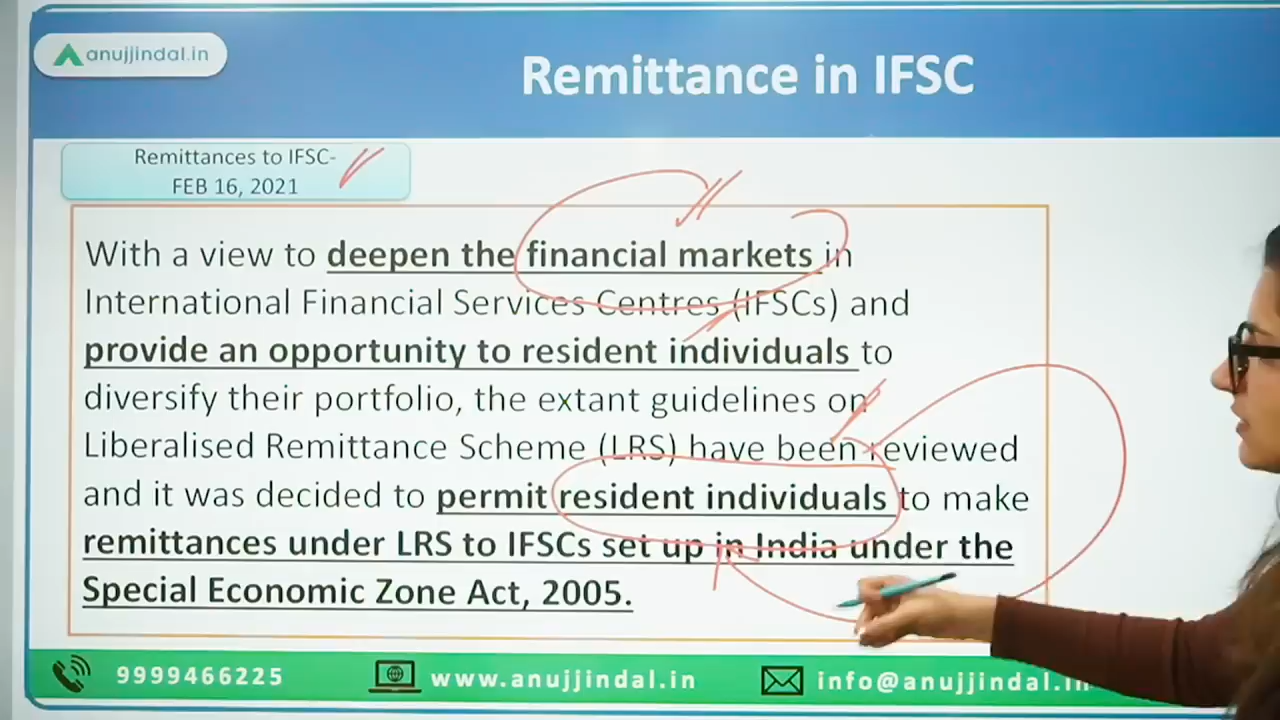 anujjindal.in
Remittance in IFSC
Remittances to IFSC-
FEB 16, 2021
With a view to deepen the financial markets in
International Financial Services Centres (IFSCs) and
provide an opportunity to resident individuals to
diversify their portfolio, the extant guidelines on
Liberalised Remittance Scheme (LRS) have been reviewed
and it was decided to permit resident individuals to make
remittances under LRS to IFSCs set up in India under the
Special Economic Zone Act, 2005.
9999466225
www.anujjindal.in
info@anujjindal.in